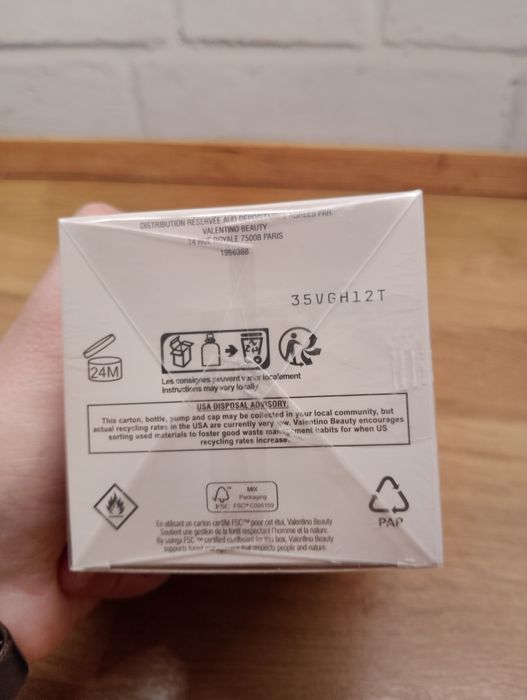 DISTRIBUTION RÉSERVÉE AUX DÉPOSITAIRES AGRÉÉS PAR
VALENTINO BEAUTY
14 RUE ROYALE 75008 PARIS
1996388
35VGH12T
24M
Les consignes peuvent varier localement
Instructions may vary locally
USA DISPOSAL ADVISORY:
This carton, bottle, pump and cap may be collected in your local community, but
actual recycling rates in the USA are currently very low. Valentino Beauty encourages
sorting used materials to foster good waste management habits for when US
recycling rates increase.
MIX
Packaging
FSC FSC™ C095159
En utilisant un carton certifié FSC™ pour cet étui, Valentino Beauty
Soutient une gestion de la forêt respectant l'homme et la nature.
By using a FSC™ certified cardboard for this box, Valentino Beauty
supports forest management that respects people and nature.
PAP